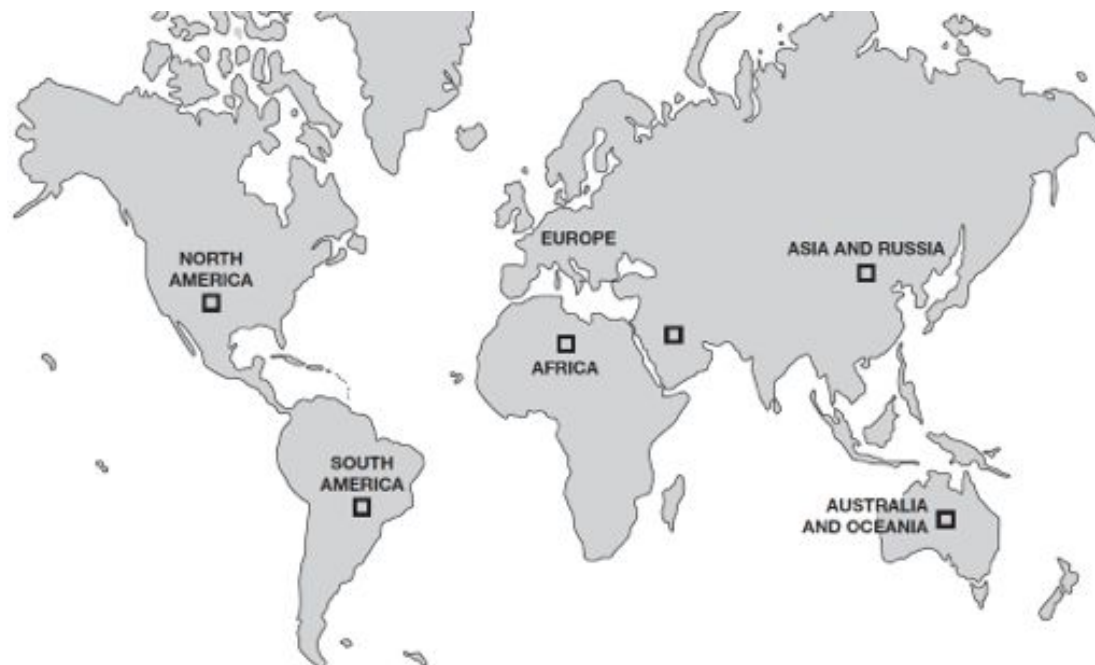 NORTH
AMERICA
EUROPE
ASIA AND RUSSIA
AFRICA
SOUTH
AMERICA
AUSTRALIA
AND OCEANIA